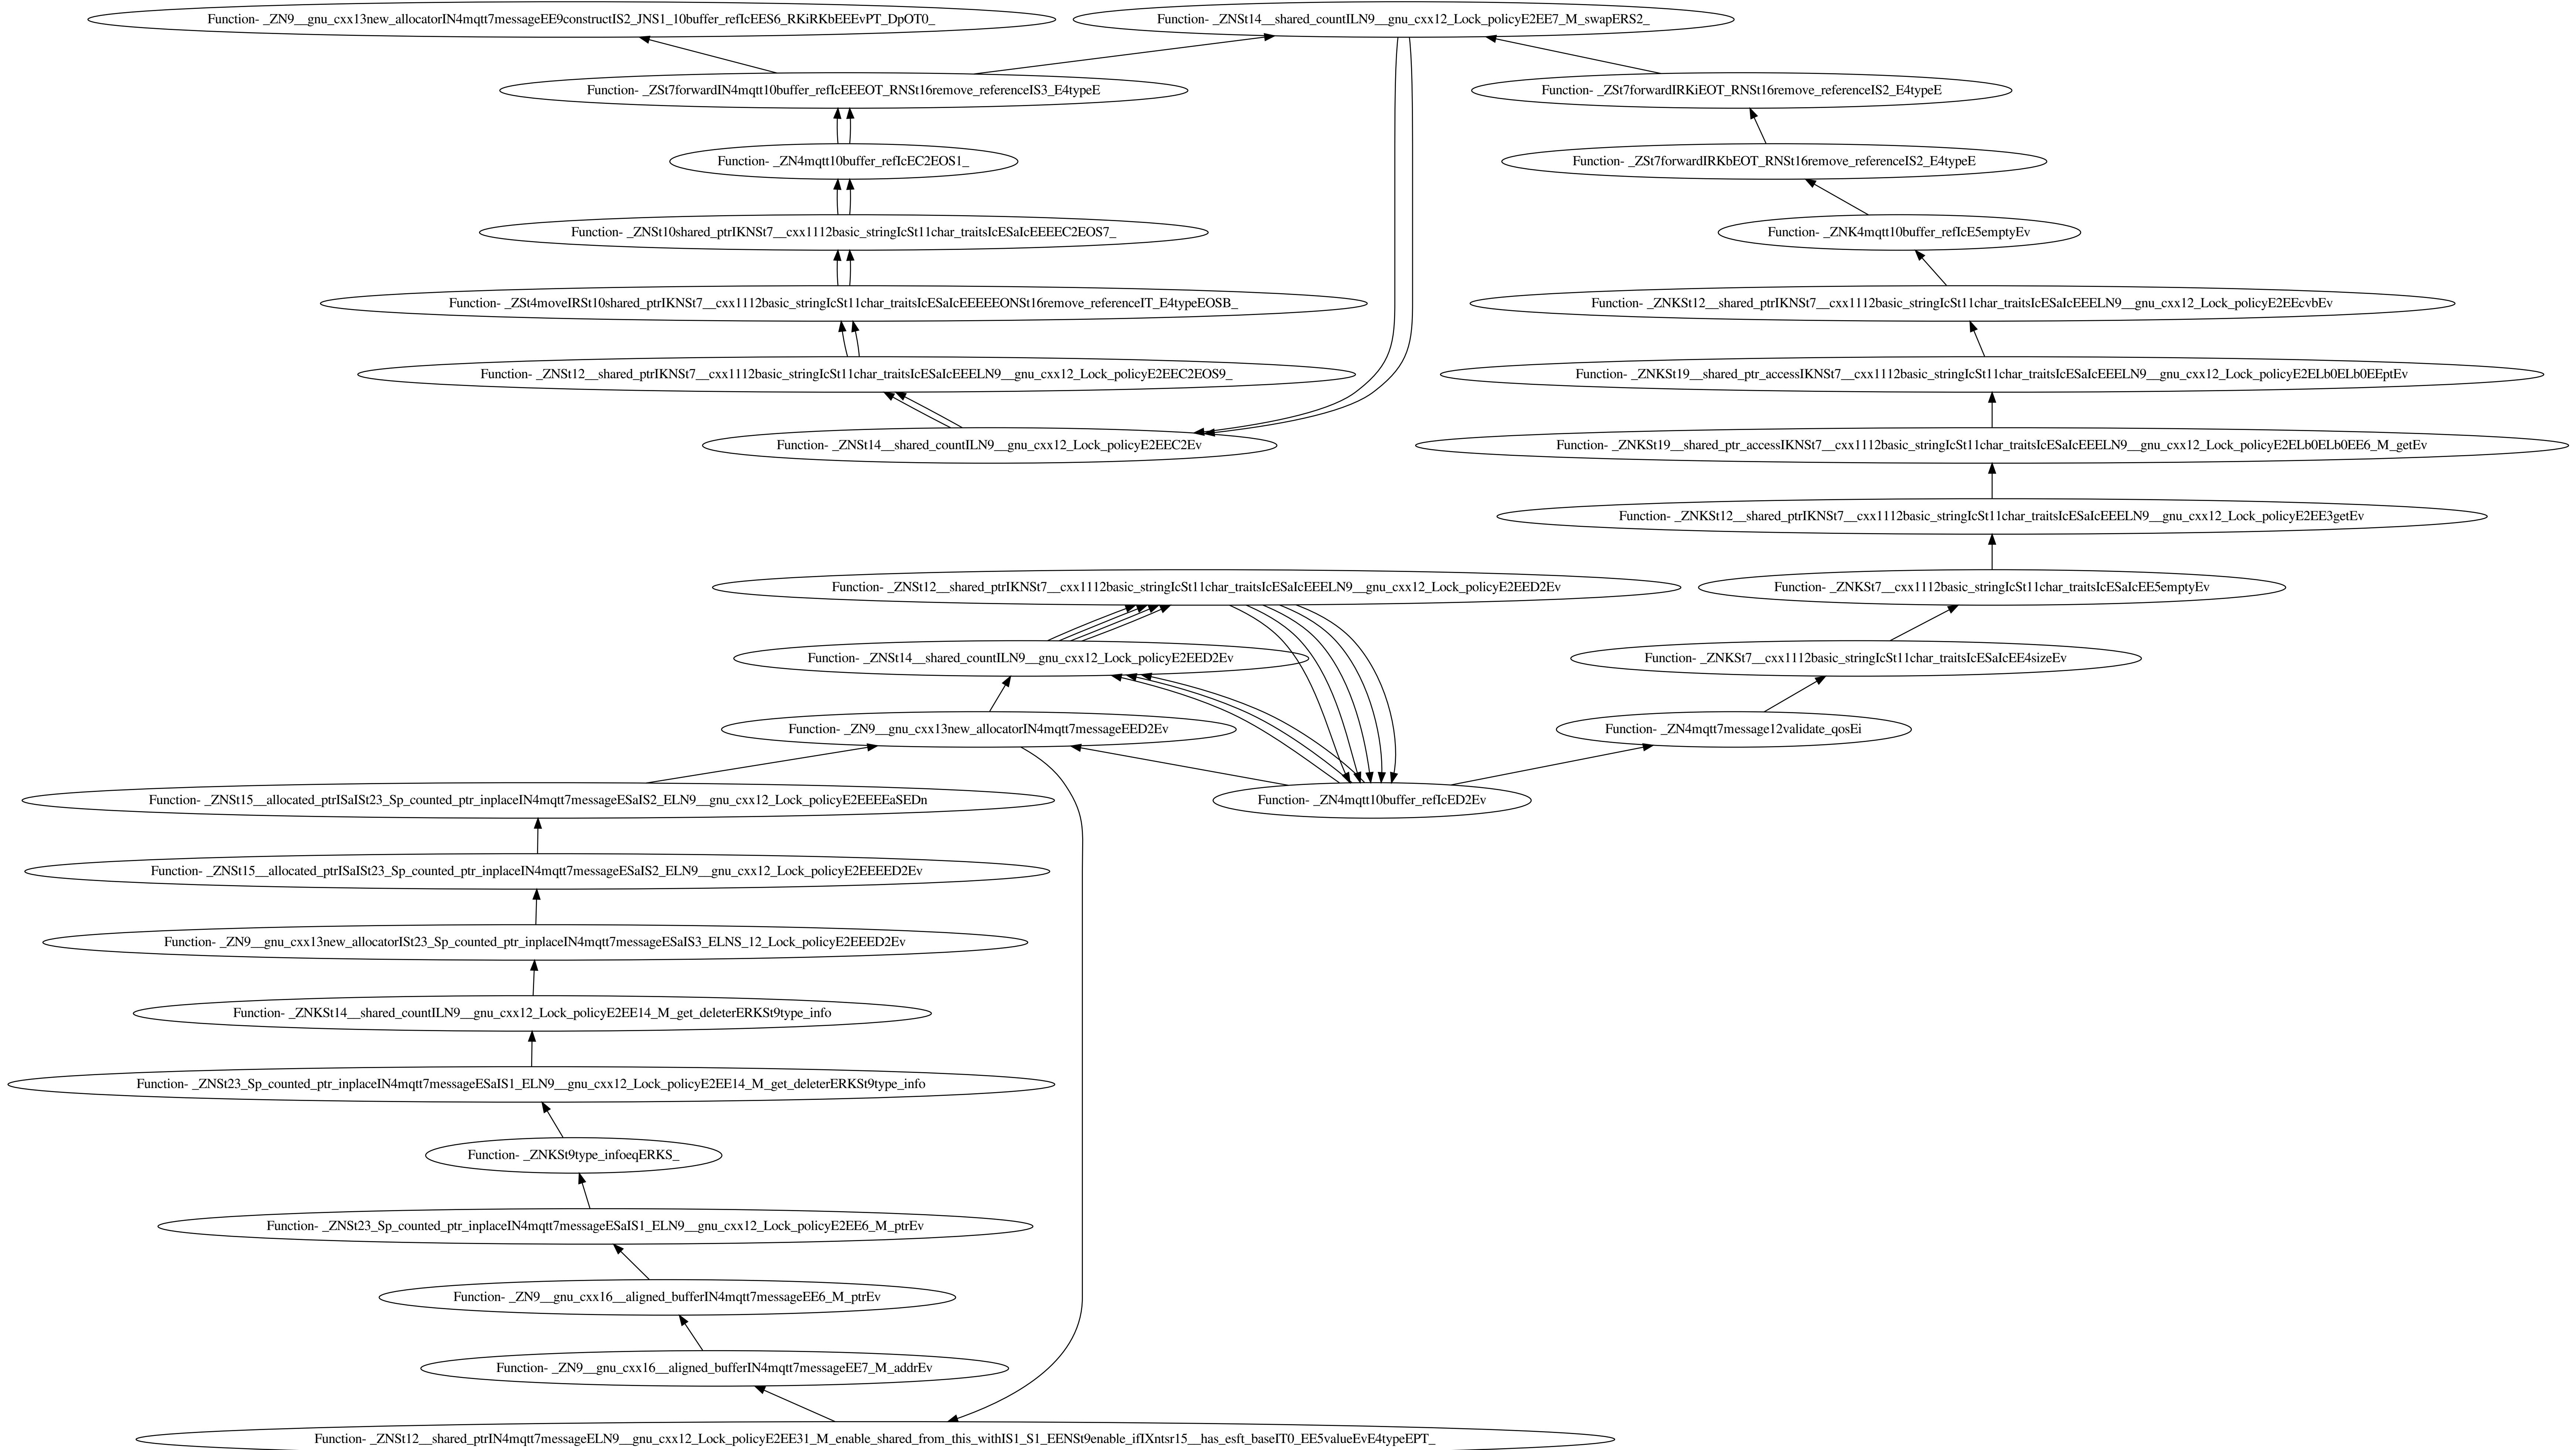 Function- _ZN9__gnu_cxx13new_allocatorIN4mqtt7messageEE9constructIS2_JNS1_10buffer_refIcEES6_RKiRKbEEEvPT_DpOT0_
Function- _ZNSt14__shared_countILN9__gnu_cxx12_Lock_policyE2EE7_M_swapERS2_
Function- _ZSt7forwardIN4mqtt10buffer_refIcEEEOT_RNSt16remove_referenceIS3_E4typeE
Function- _ZSt7forwardIRKiEOT_RNSt16remove_referenceIS2_E4typeE
Function- _ZN4mqtt10buffer_refIcEC2EOS1_
Function- _ZSt7forwardIRKbEOT_RNSt16remove_referenceIS2_E4typeE
Function- _ZNSt10shared_ptrIKNSt7__cxx1112basic_stringIcSt11char_traitsIcESaIcEEEEC2EOS7_
Function- _ZNK4mqtt10buffer_refIcE5emptyEv
Function- _ZSt4moveIRSt10shared_ptrIKNSt7__cxx1112basic_stringIcSt11char_traitsIcESaIcEEEEEONSt16remove_referenceIT_E4typeEOSB_
Function- _ZNKSt12__shared_ptrIKNSt7__cxx1112basic_stringIcSt11char_traitsIcESaIcEEELN9__gnu_cxx12_Lock_policyE2EEcvbEv
Function- _ZNSt12__shared_ptrIKNSt7__cxx1112basic_stringIcSt11char_traitsIcESaIcEEELN9__gnu_cxx12_Lock_policyE2EEC2EOS9_
Function- _ZNKSt19__shared_ptr_accessIKNSt7__cxx1112basic_stringIcSt11char_traitsIcESaIcEEELN9__gnu_cxx12_Lock_policyE2ELb0ELb0EEptEv
Function- _ZNSt14__shared_countILN9__gnu_cxx12_Lock_policyE2EEC2Ev
Function- _ZNKSt19__shared_ptr_accessIKNSt7__cxx1112basic_stringIcSt11char_traitsIcESaIcEEELN9__gnu_cxx12_Lock_policyE2ELb0ELb0EE6_M_getEv
Function- _ZNKSt12__shared_ptrIKNSt7__cxx1112basic_stringIcSt11char_traitsIcESaIcEEELN9__gnu_cxx12_Lock_policyE2EE3getEv
Function- _ZNSt12__shared_ptrIKNSt7__cxx1112basic_stringIcSt11char_traitsIcESaIcEEELN9__gnu_cxx12_Lock_policyE2EED2Ev
Function- _ZNKSt7__cxx1112basic_stringIcSt11char_traitsIcESaIcEE5emptyEv
Function- _ZNSt14__shared_countILN9__gnu_cxx12_Lock_policyE2EED2Ev
Function- _ZNKSt7__cxx1112basic_stringIcSt11char_traitsIcESaIcEE4sizeEv
Function- _ZN9__gnu_cxx13new_allocatorIN4mqtt7messageEED2Ev
Function- _ZN4mqtt7message12validate_qosEi
Function- _ZNSt15__allocated_ptrISaISt23_Sp_counted_ptr_inplaceIN4mqtt7messageESaIS2_ELN9__gnu_cxx12_Lock_policyE2EEEEaSEDn
Function- _ZN4mqtt10buffer_refIcED2Ev
Function- _ZNSt15__allocated_ptrISaISt23_Sp_counted_ptr_inplaceIN4mqtt7messageESaIS2_ELN9__gnu_cxx12_Lock_policyE2EEEED2Ev
Function- _ZN9__gnu_cxx13new_allocatorISt23_Sp_counted_ptr_inplaceIN4mqtt7messageESaIS3_ELNS_12_Lock_policyE2EEED2Ev
Function- _ZNKSt14__shared_countILN9__gnu_cxx12_Lock_policyE2EE14_M_get_deleterERKSt9type_info
Function- _ZNSt23_Sp_counted_ptr_inplaceIN4mqtt7messageESaIS1_ELN9__gnu_cxx12_Lock_policyE2EE14_M_get_deleterERKSt9type_info
Function- _ZNKSt9type_infoeqERKS_
Function- _ZNSt23_Sp_counted_ptr_inplaceIN4mqtt7messageESaIS1_ELN9__gnu_cxx12_Lock_policyE2EE6_M_ptrEv
Function- _ZN9__gnu_cxx16__aligned_bufferIN4mqtt7messageEE6_M_ptrEv
Function- _ZN9__gnu_cxx16__aligned_bufferIN4mqtt7messageEE7_M_addrEv
Function- _ZNSt12__shared_ptrIN4mqtt7messageELN9__gnu_cxx12_Lock_policyE2EE31_M_enable_shared_from_this_withIS1_S1_EENSt9enable_ifIXntsr15__has_esft_baseIT0_EE5valueEvE4typeEPT_